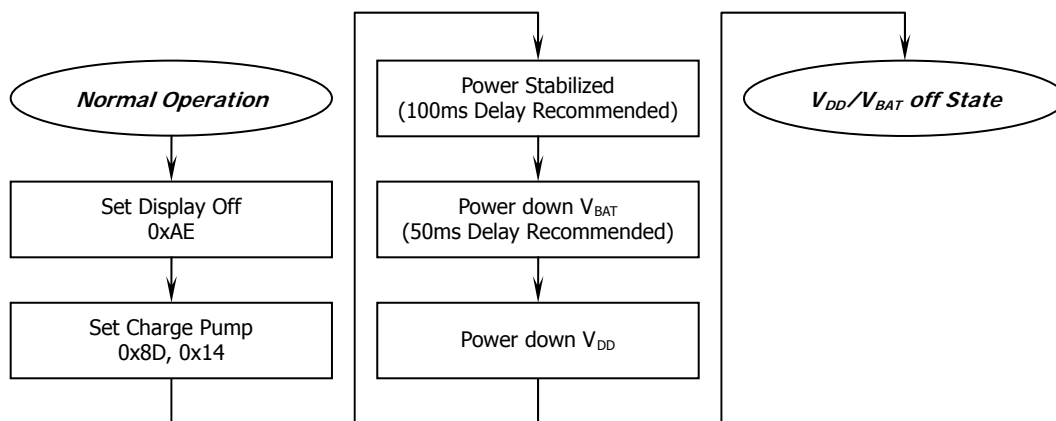 Normal Operation
Set Display Off
0xAE
Set Charge Pump
0x8D, 0x14
Power Stabilized
(100ms Delay Recommended)
Power down VBAT
(50ms Delay Recommended)
Power down VDD
VDD/VBAT off State